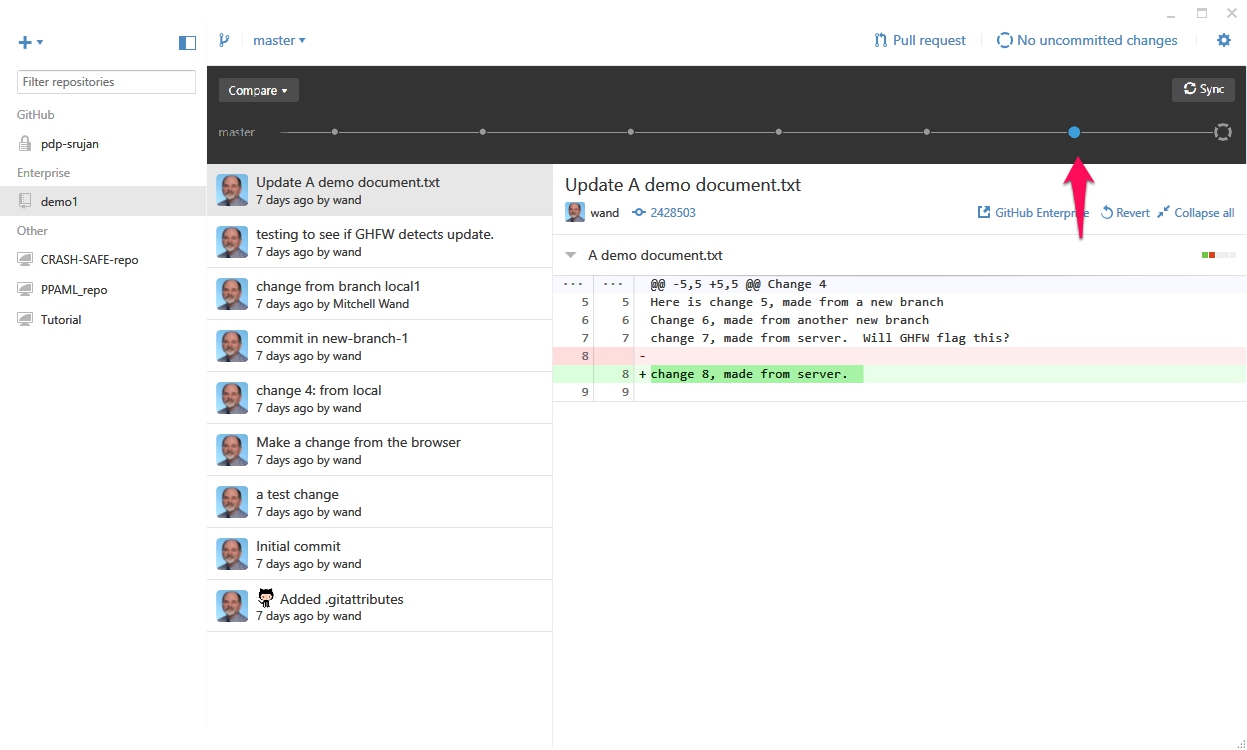 master
Pull request
No uncommitted changes
Filter repositories
GitHub
pdp-srujan
Enterprise
demo1
Other
CRASH-SAFE-repo
PPAML_repo
Tutorial
Compare
Sync
master
Update A demo document.txt
7 days ago by wand
testing to see if GHFW detects update.
7 days ago by wand
change from branch local1
7 days ago by Mitchell Wand
commit in new-branch-1
7 days ago by wand
change 4: from local
7 days ago by wand
Make a change from the browser
7 days ago by wand
a test change
7 days ago by wand
Initial commit
7 days ago by wand
Added .gitattributes
7 days ago by wand
Update A demo document.txt
wand 2428503 GitHub Enterprise Revert Collapse all
A demo document.txt
... ... @@ -5,5 +5,5 @@ Change 4
5 5 Here is change 5, made from a new branch
6 6 Change 6, made from another new branch
7 7 change 7, made from server.  Will GHFW flag this?
8 -
8 +change 8, made from server.
9 9